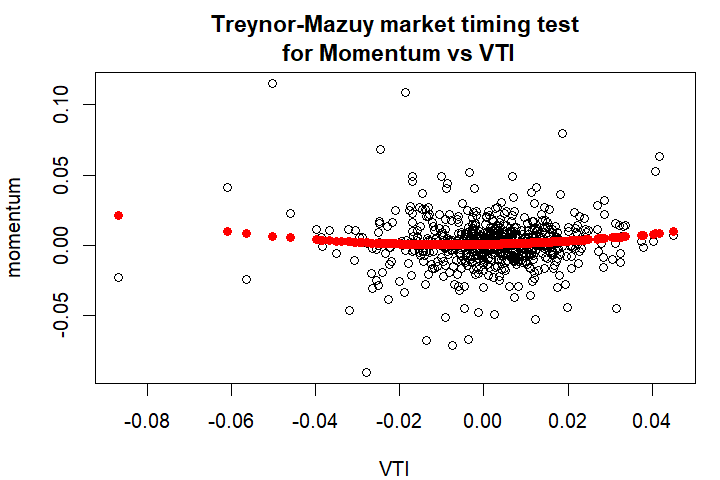 Treynor-Mazuy market timing test
for Momentum vs VTI
momentum
0.10
0.05
0.00
-0.05
-0.08
-0.06
-0.04
-0.02
0.00
0.02
0.04
VTI